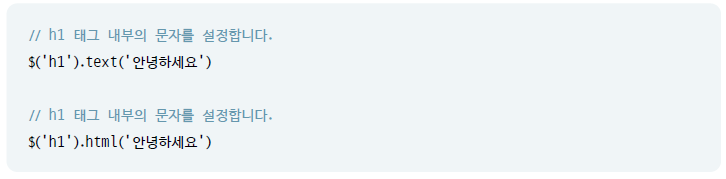 // h1 태그 내부의 문자를 설정합니다.
$('h1').text('안녕하세요')
// h1 태그 내부의 문자를 설정합니다.
$('h1').html('안녕하세요')